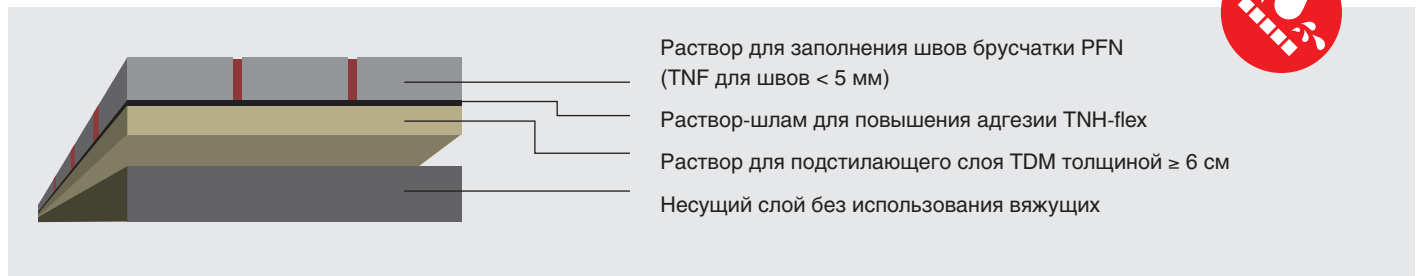 Раствор для заполнения швов брусчатки PFN
(TNF для швов < 5 мм)
Раствор-шлам для повышения адгезии TNH-flex
Раствор для подстилающего слоя TDM толщиной ≥ 6 см
Несущий слой без использования вяжущих